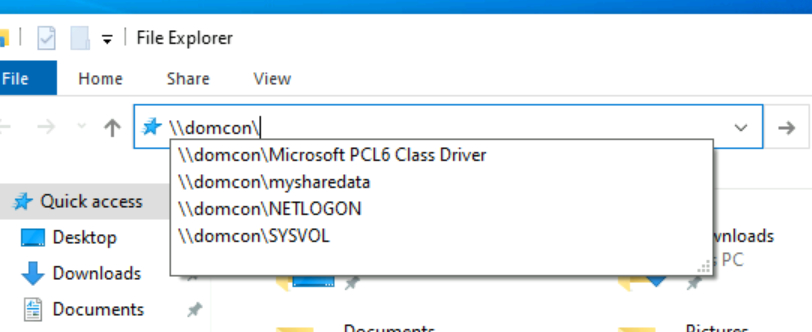 File Explorer
File Home Share View
\\domcon\
\\domcon\Microsoft PCL6 Class Driver
\\domcon\mysharedata
\\domcon\NETLOGON
\\domcon\SYSVOL
Quick access
Desktop
Downloads
Documents
wnloads
PC
Documents
Pictures